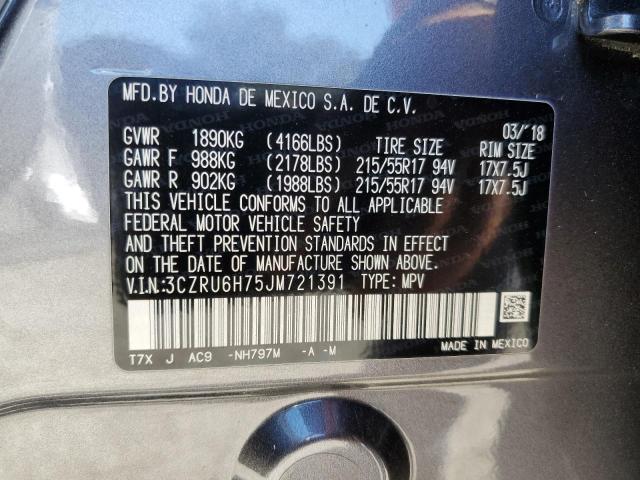 MFD.BY HONDA DE MEXICO S.A. DE C.V.
03/'18
GVWR 1890KG (4166LBS) TIRE SIZE RIM SIZE
GAWR F 988KG (2178LBS) 215/55R17 94V 17X7.5J
GAWR R 902KG (1988LBS) 215/55R17 94V 17X7.5J
THIS VEHICLE CONFORMS TO ALL APPLICABLE
FEDERAL MOTOR VEHICLE SAFETY
AND THEFT PREVENTION STANDARDS IN EFFECT
ON THE DATE OF MANUFACTURE SHOWN ABOVE.
V.I.N:3CZRU6H75JM721391 TYPE: MPV
T7X J AC9 -NH797M -A -M
MADE IN MEXICO